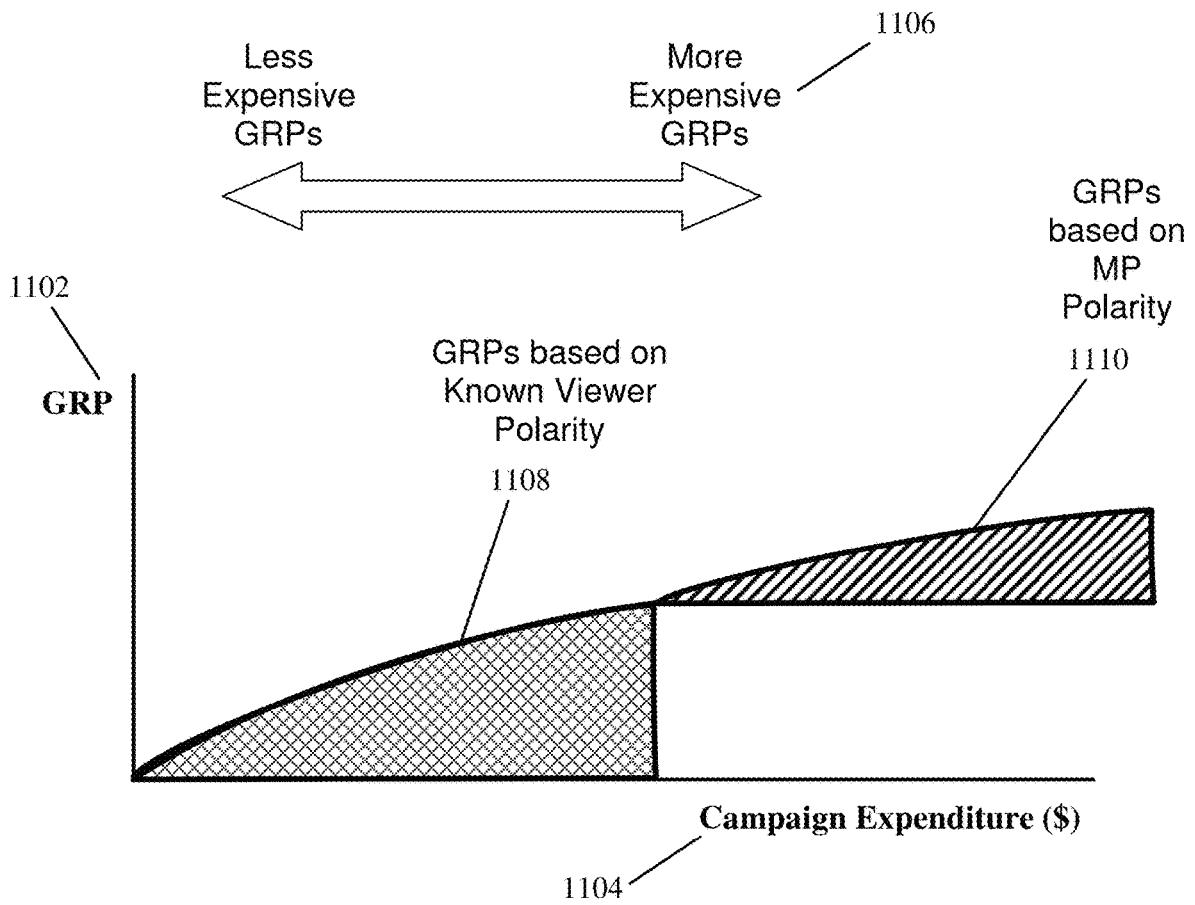 1106
Less
Expensive
GRPs
More
Expensive
GRPs
GRPs
based on
MP
Polarity
1110
1102
GRP
GRPs based on
Known Viewer
Polarity
1108
Campaign Expenditure ($)
1104